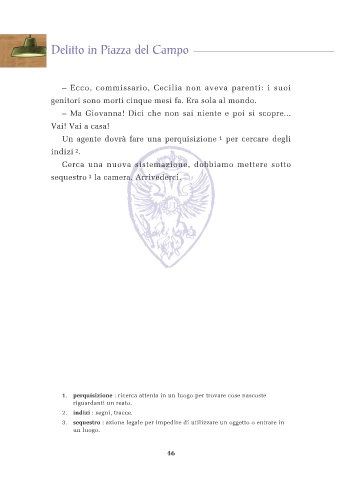 Delitto in Piazza del Campo
– Ecco, commissario, Cecilia non aveva parenti: i suoi
genitori sono morti cinque mesi fa. Era sola al mondo.
– Ma Giovanna! Dici che non sai niente e poi si scopre...
Vai! Vai a casa!
Un agente dovrà fare una perquisizione 1 per cercare degli
indizi 2.
Cerca una nuova sistemazione, dobbiamo mettere sotto
sequestro 3 la camera. Arrivederci.
1. perquisizione : ricerca attenta in un luogo per trovare cose nascoste
riguardanti un reato.
2. indizi : segni, tracce.
3. sequestro : azione legale per impedire di utilizzare un oggetto o entrare in
un luogo.
46